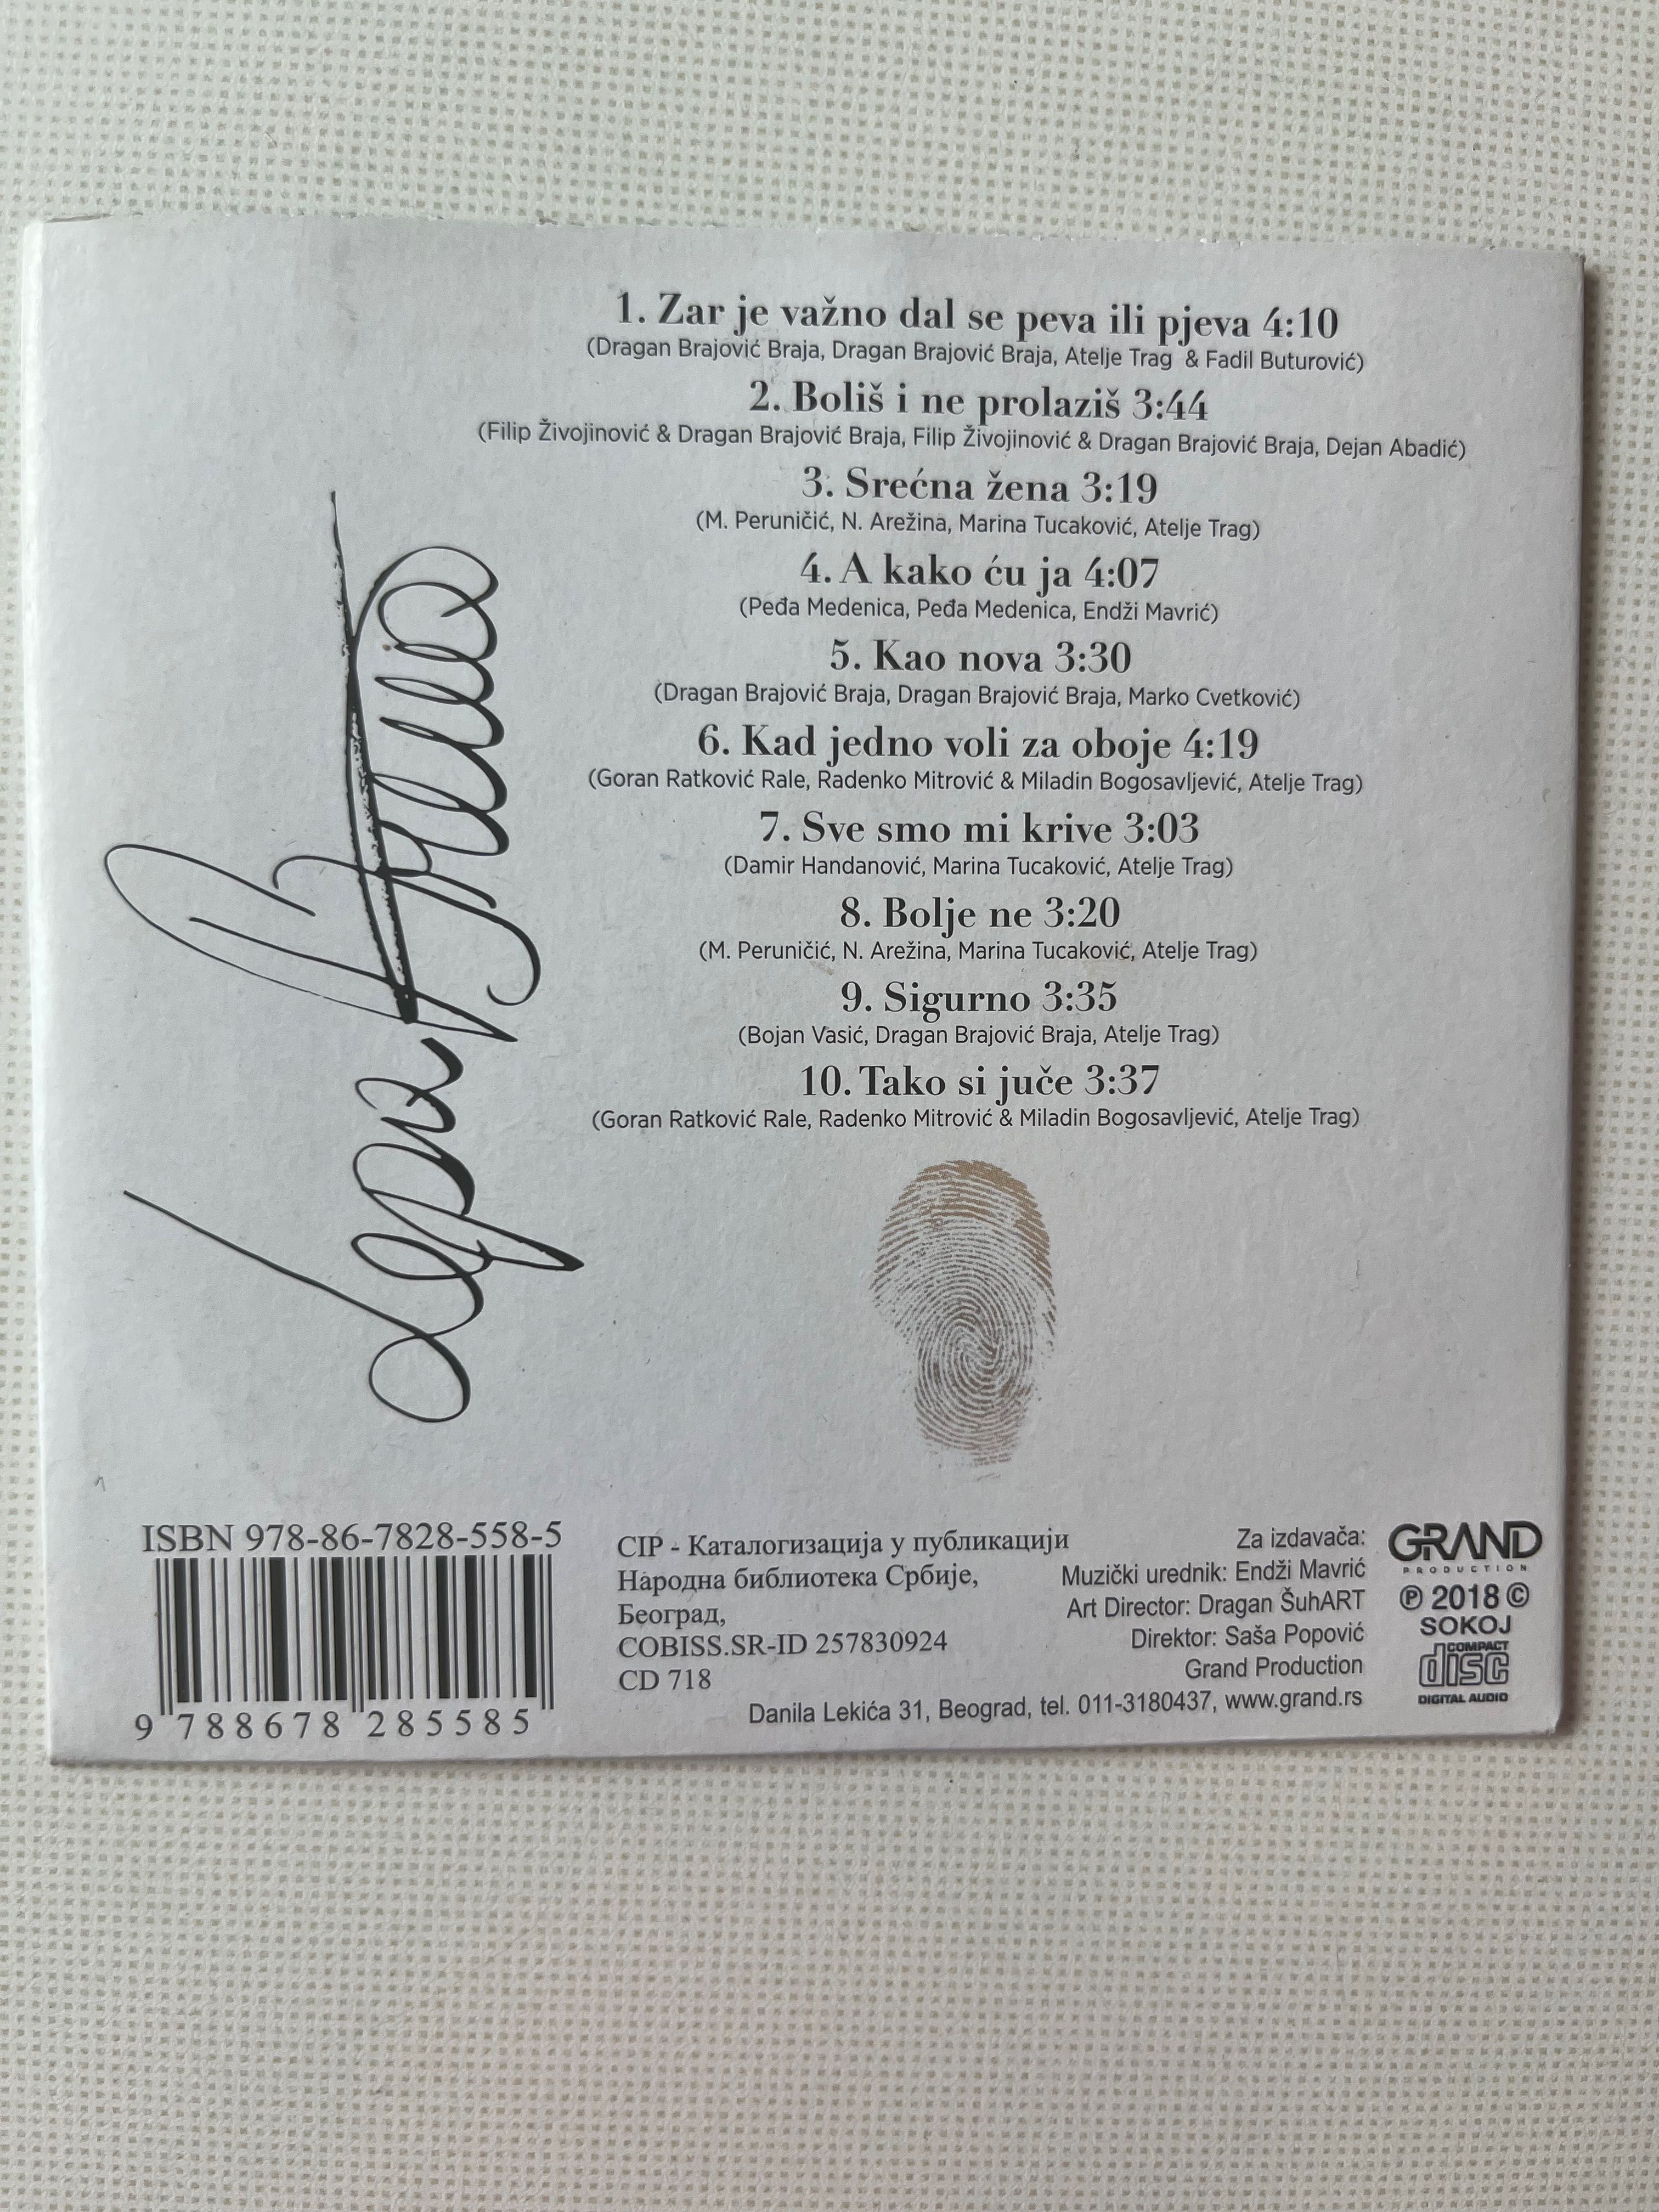 1. Zar je važno dal se peva ili pjeva 4:10
(Dragan Brajović Braja, Dragan Brajović Braja, Atelje Trag & Fadil Buturović)
2. Boliš i ne prolaziš 3:44
(Filip Živojinović & Dragan Brajović Braja, Filip Živojinović & Dragan Brajović Braja, Dejan Abadić)
3. Srećna žena 3:19
(M. Peruničić, N. Arežina, Marina Tucaković, Atelje Trag)
4. A kako ću ja 4:07
(Peđa Medenica, Peđa Medenica, Endži Mavrić)
5. Kao nova 3:30
(Dragan Brajović Braja, Dragan Brajović Braja, Marko Cvetković)
6. Kad jedno voli za oboje 4:19
(Goran Ratković Rale, Radenko Mitrović & Miladin Bogosavljević, Atelje Trag)
7. Sve smo mi krive 3:03
(Damir Handanović, Marina Tucaković, Atelje Trag)
8. Bolje ne 3:20
(M. Peruničić, N. Arežina, Marina Tucaković, Atelje Trag)
9. Sigurno 3:35
(Bojan Vasić, Dragan Brajović Braja, Atelje Trag)
10. Tako si juče 3:37
(Goran Ratković Rale, Radenko Mitrović & Miladin Bogosavljević, Atelje Trag)
ISBN 978-86-7828-558-5
9 788678 285585
CIP - Каталогизација у публикацији
Народна библиотека Србије,
Београд,
COBISS.SR-ID 257830924
CD 718
Za izdavača:
Muzički urednik: Endži Mavrić
Art Director: Dragan ŠuhART
Direktor: Saša Popović
Grand Production
Danila Lekića 31, Beograd, tel. 011-3180437, www.grand.rs
GRAND
PRODUCTION
℗ 2018 ©
SOKOJ
COMPACT
disc
DIGITAL AUDIO